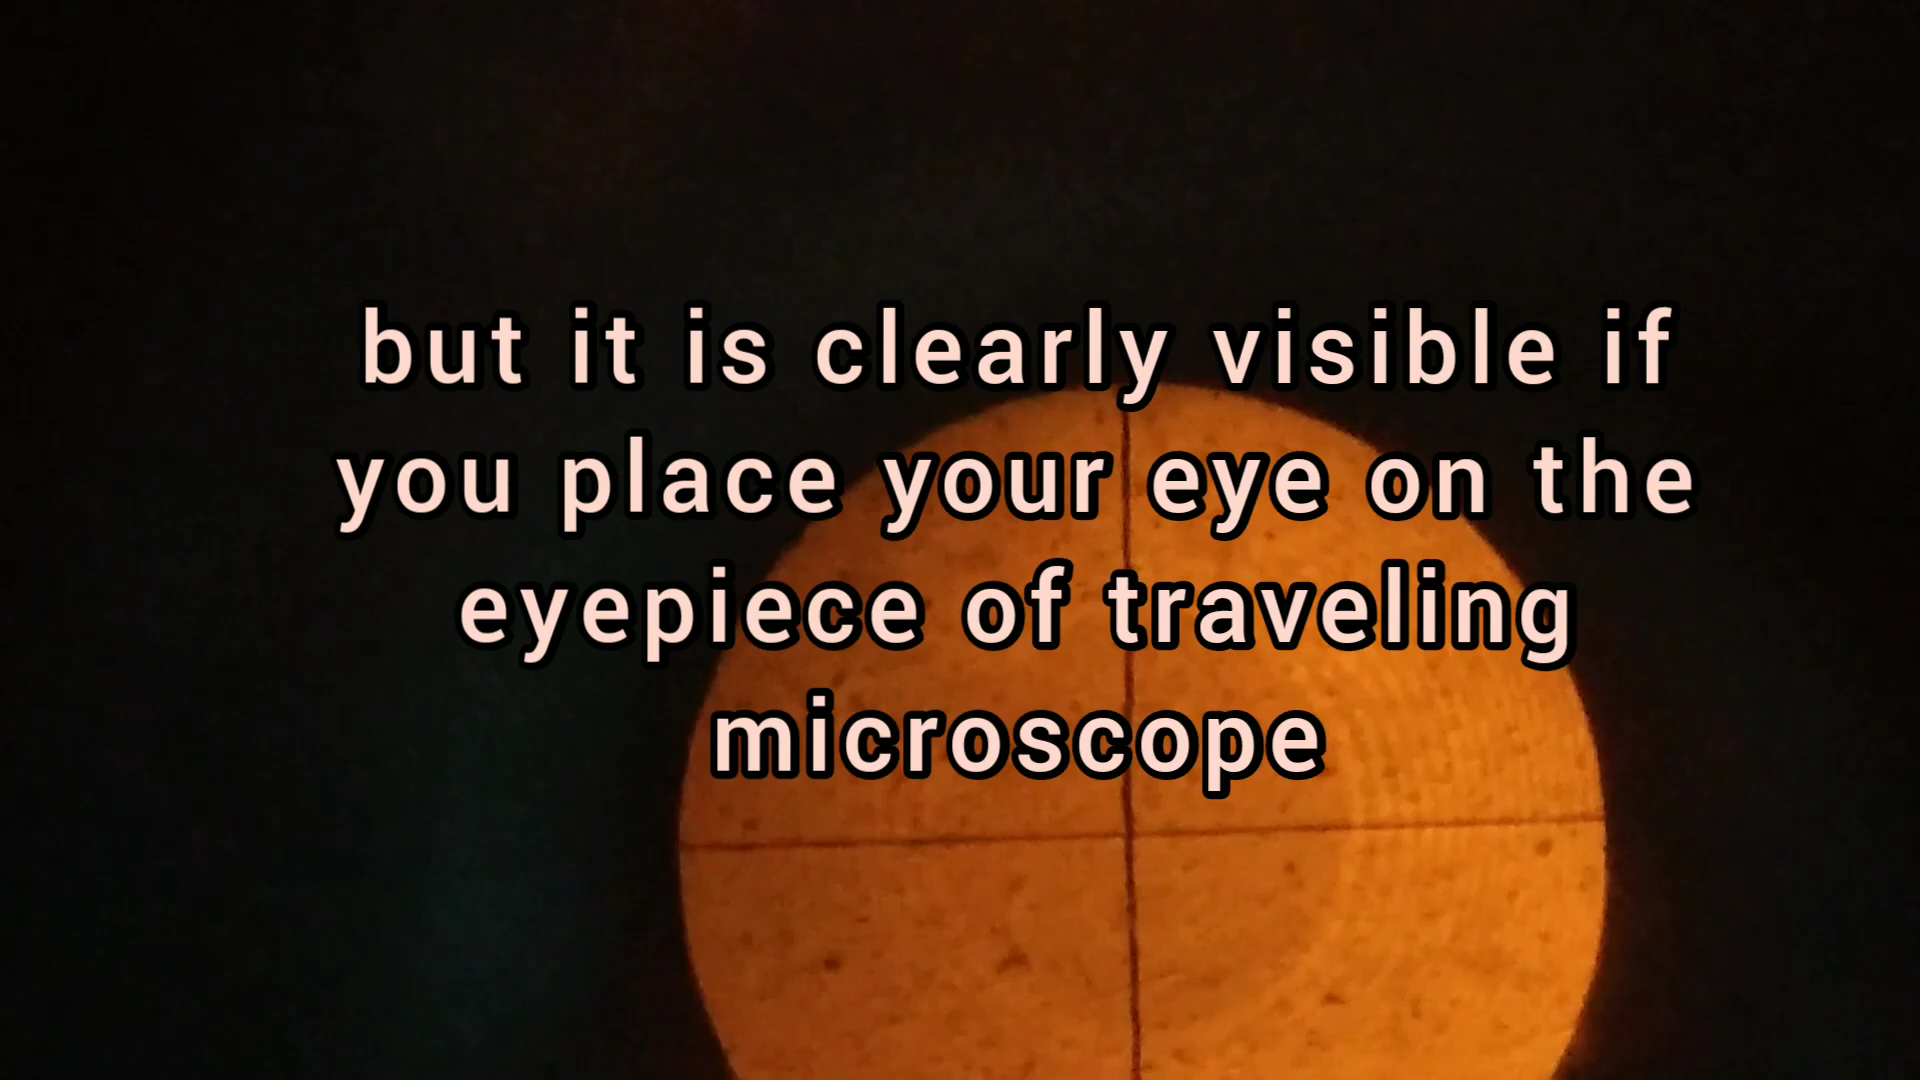 but it is clearly visible if
you place your eye on the
eyepiece of traveling
microscope